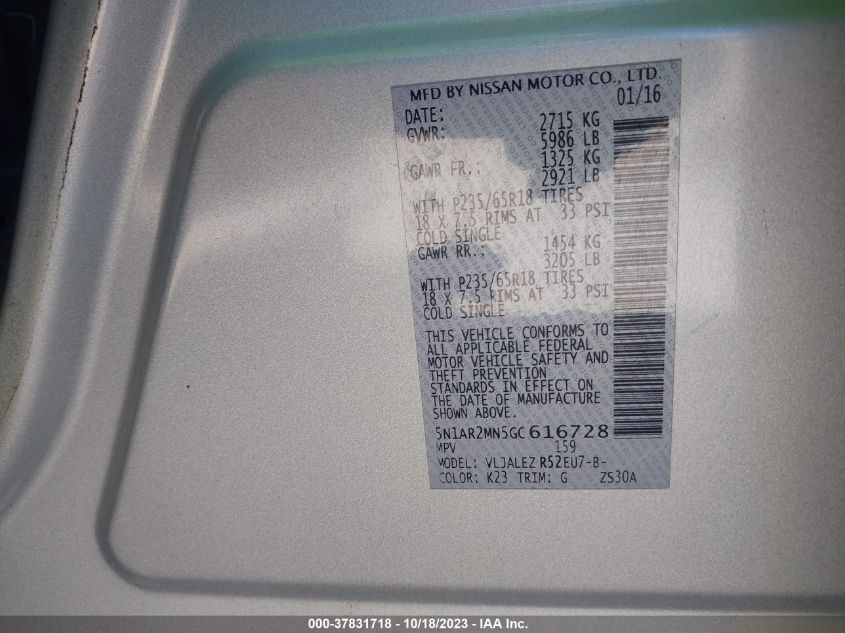 MFD BY NISSAN MOTOR CO., LTD.
DATE: 01/16
GVWR: 2715 KG
5986 LB
GAWR FR.: 1325 KG
2921 LB
WITH P235/65R18 TIRES
18 X 7.5 RIMS AT 33 PSI
COLD SINGLE
GAWR RR.: 1454 KG
3205 LB
WITH P235/65R18 TIRES
18 X 7.5 RIMS AT 33 PSI
COLD SINGLE
THIS VEHICLE CONFORMS TO
ALL APPLICABLE FEDERAL
MOTOR VEHICLE SAFETY AND
THEFT PREVENTION
STANDARDS IN EFFECT ON
THE DATE OF MANUFACTURE
SHOWN ABOVE.
5N1AR2MN5GC616728
MPV 159
MODEL: VLJALEZ R52EU7-B-
COLOR: K23 TRIM: G ZS30A
000-37831718 - 10/18/2023 - IAA Inc.